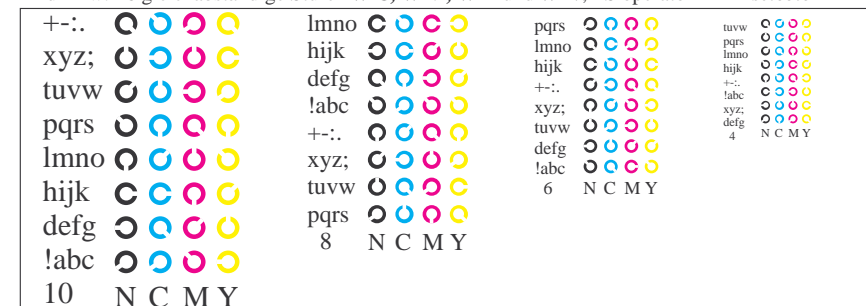 +-:.
xyz;
tuvw
pqrs
lmno
hijk
defg
!abc
10 N C M Y
lmno
hijk
defg
!abc
+-:.
xyz;
tuvw
pqrs
8 N C M Y
pqrs
lmno
hijk
+-:.
xyz;
tuvw
defg
!abc
6 N C M Y
tuvw
pqrs
lmno
hijk
+-:.
!abc
xyz;
defg
4 N C M Y